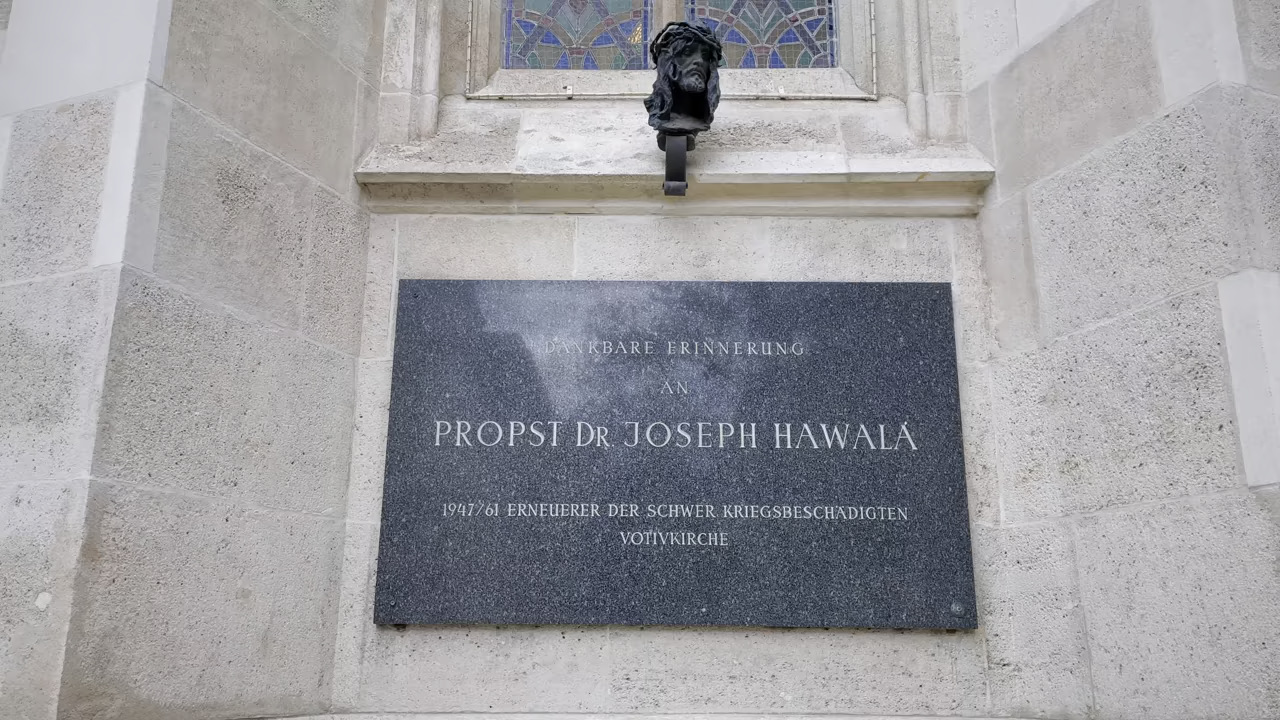 DANKBARE ERINNERUNG
AN
PROPST DR JOSEPH HAWALA
1947/61 ERNEUERER DER SCHWER KRIEGSBESCHÄDIGTEN
VOTIVKIRCHE